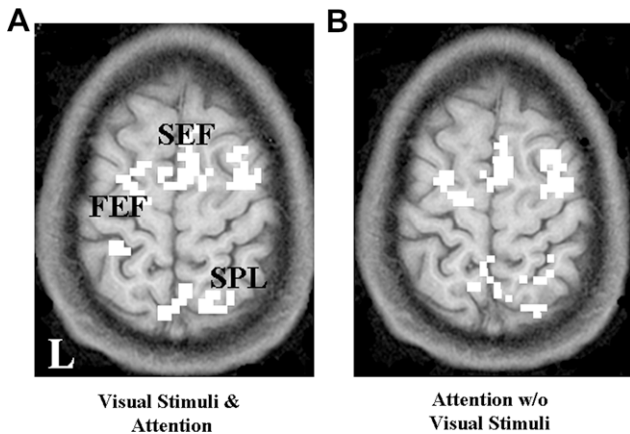 A
B
SEF
FEF
SPL
L
Visual Stimuli &
Attention
Attention w/o
Visual Stimuli